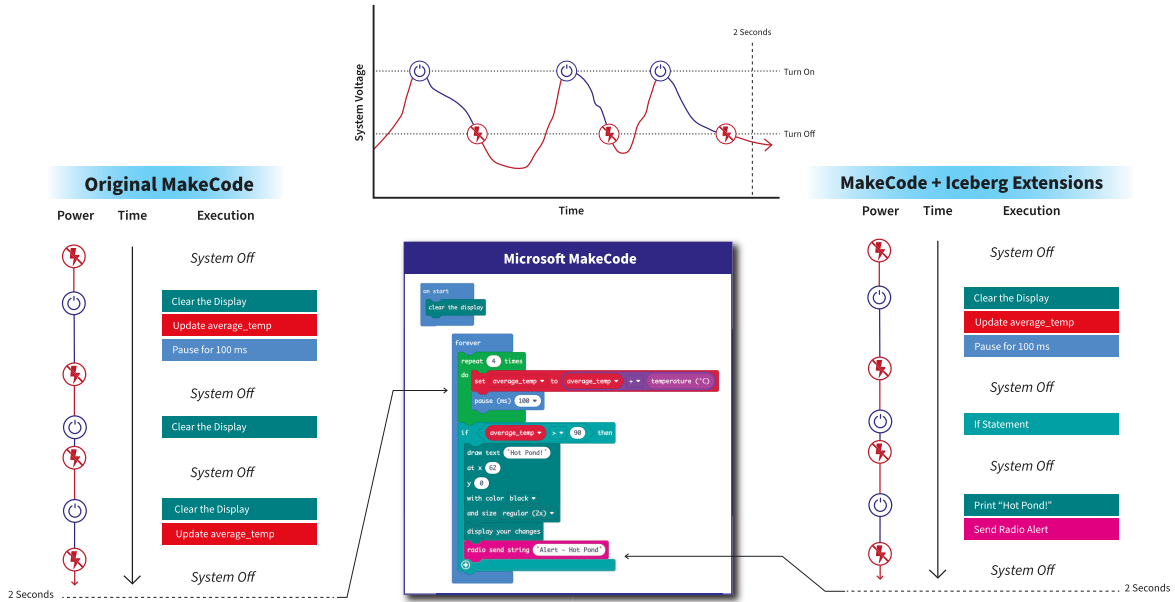 2 Seconds
Turn On
System Voltage
Turn Off
Time
Original MakeCode
Power Time Execution
System Off
Clear the Display
Update average_temp
Pause for 100 ms
System Off
Clear the Display
System Off
Clear the Display
Update average_temp
System Off
2 Seconds
Microsoft MakeCode
on start
clear the display
forever
repeat 4 times
do
set average_temp to average_temp + temperature (°C)
pause (ms) 100
if average_temp > 90 then
draw text "Hot Pond!"
at x 62
y 0
with color black
and size regular (2x)
display your changes
radio send string "Alert - Hot Pond"
MakeCode + Iceberg Extensions
Power Time Execution
System Off
Clear the Display
Update average_temp
Pause for 100 ms
System Off
If Statement
System Off
Print “Hot Pond!”
Send Radio Alert
System Off
2 Seconds